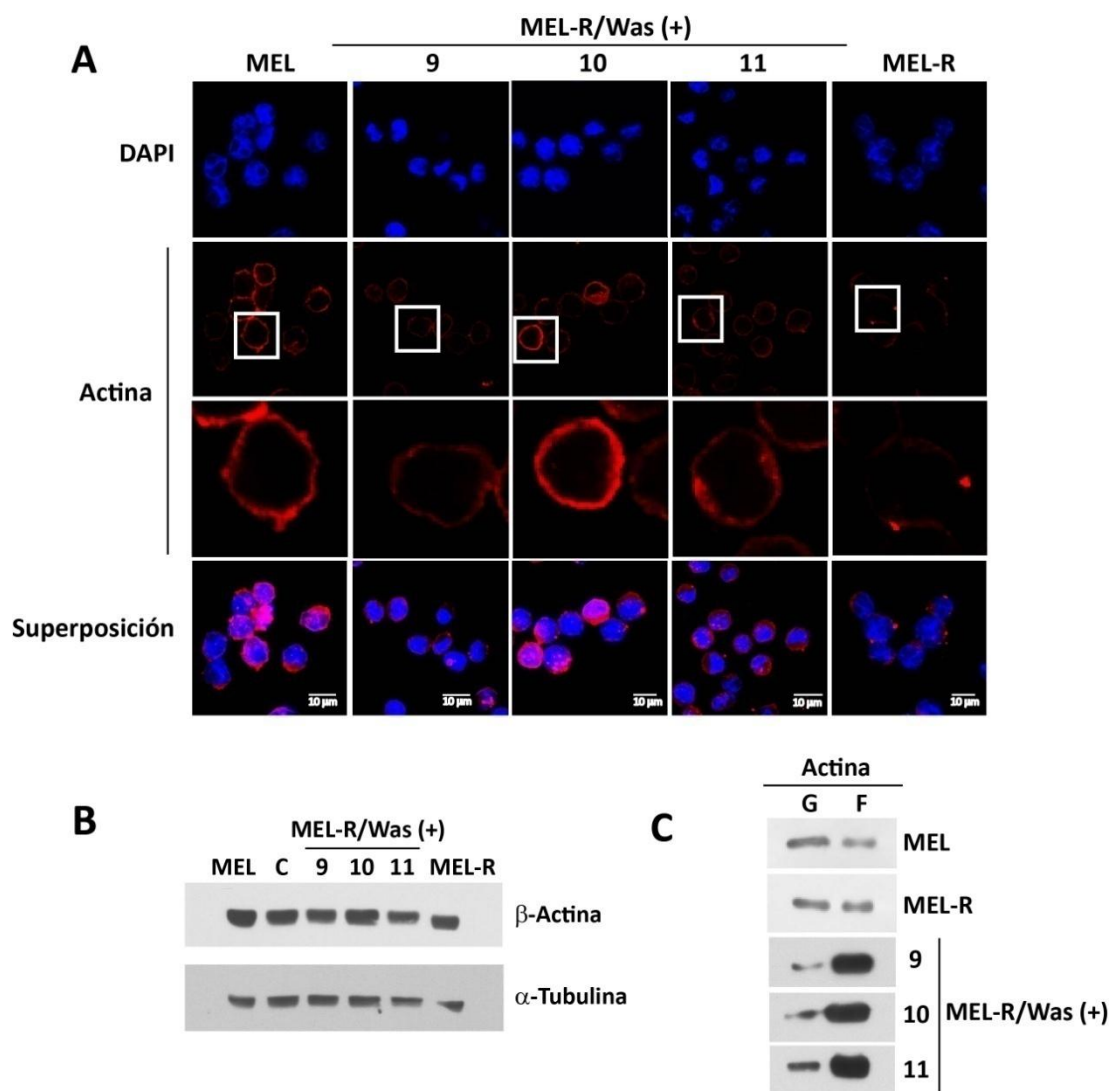 A
MEL-R/Was (+)
MEL 9 10 11 MEL-R
DAPI
Actina
Superposición
10 µm 10 µm 10 µm 10 µm 10 µm
B
MEL-R/Was (+)
MEL C 9 10 11 MEL-R
β-Actina
α-Tubulina
C
Actina
G F
MEL
MEL-R
9
10
11
MEL-R/Was (+)